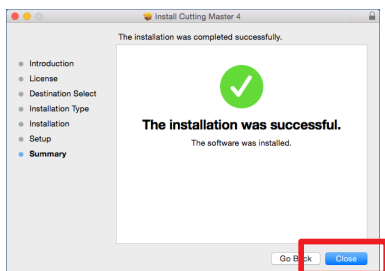 Install Cutting Master 4
The installation was completed successfully.
Introduction
License
Destination Select
Installation Type
Installation
Setup
Summary
The installation was successful.
The software was installed.
Go Back Close